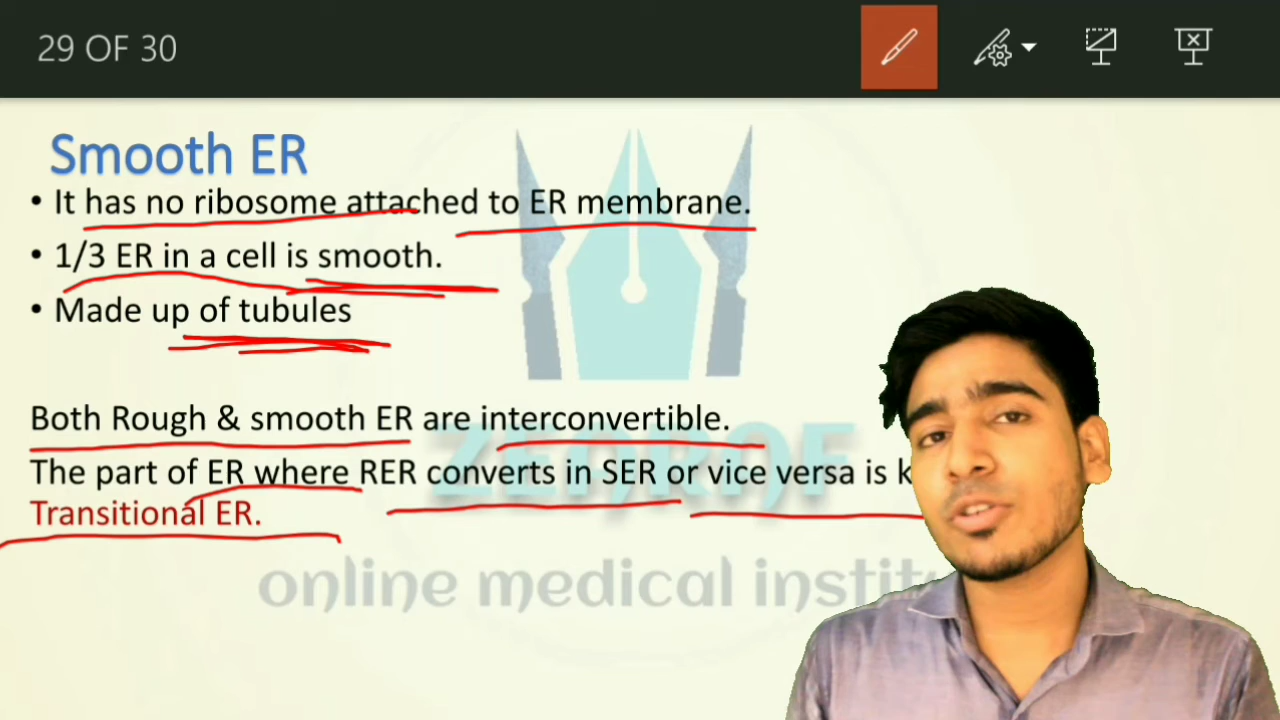 29 OF 30
Smooth ER
• It has no ribosome attached to ER membrane.
• 1/3 ER in a cell is smooth.
• Made up of tubules
Both Rough & smooth ER are interconvertible.
The part of ER where RER converts in SER or vice versa is
Transitional ER.
online medical